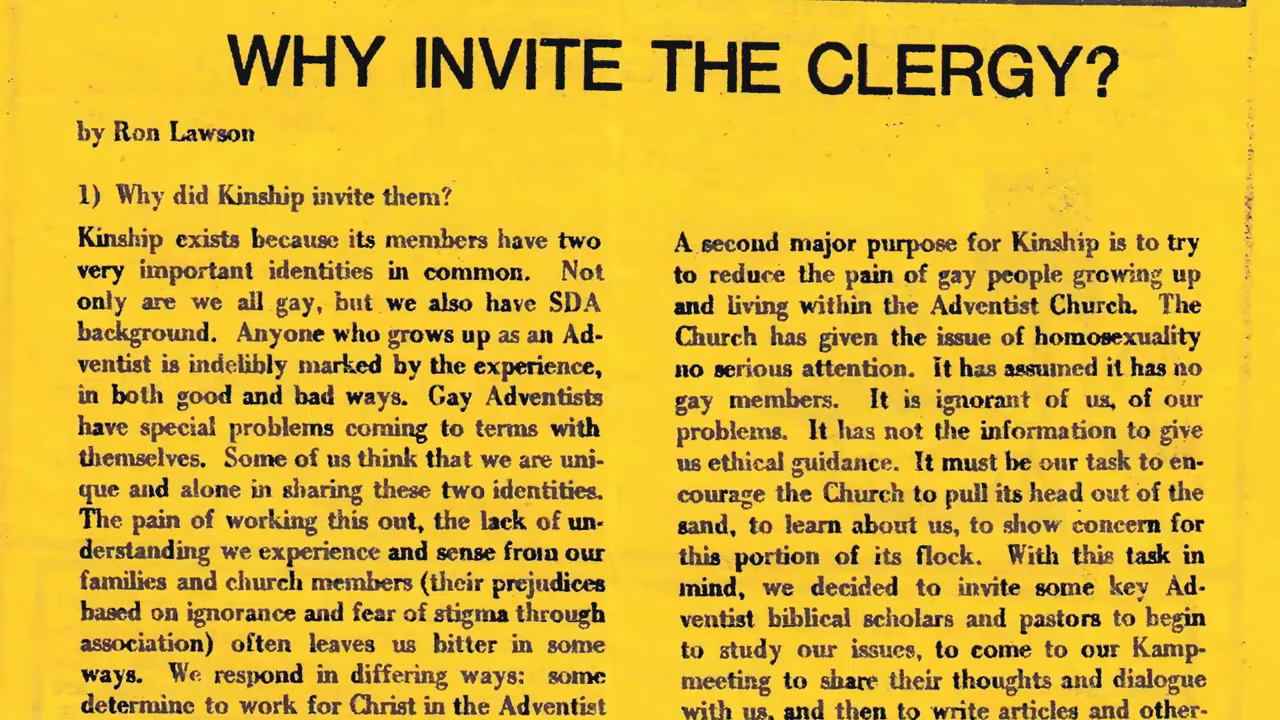 WHY INVITE THE CLERGY?
by Ron Lawson
1) Why did Kinship invite them?
Kinship exists because its members have two
very important identities in common. Not
only are we all gay, but we also have SDA
background. Anyone who grows up as an Ad-
ventist is indelibly marked by the experience,
in both good and bad ways. Gay Adventists
have special problems coming to terms with
themselves. Some of us think that we are uni-
que and alone in sharing these two identities.
The pain of working this out, the lack of un-
derstanding we experience and sense from our
families and church members (their prejudices
based on ignorance and fear of stigma through
association) often leaves us bitter in some
ways. We respond in differing ways: some
determine to work for Christ in the Adventist
A second major purpose for Kinship is to try
to reduce the pain of gay people growing up
and living within the Adventist Church. The
Church has given the issue of homosexuality
no serious attention. It has assumed it has no
gay members. It is ignorant of us, of our
problems. It has not the information to give
us ethical guidance. It must be our task to en-
courage the Church to pull its head out of the
sand, to learn about us, to show concern for
this portion of its flock. With this task in
mind, we decided to invite some key Ad-
ventist biblical scholars and pastors to begin
to study our issues, to come to our Kamp-
meeting to share their thoughts and dialogue
with us, and then to write articles and other-